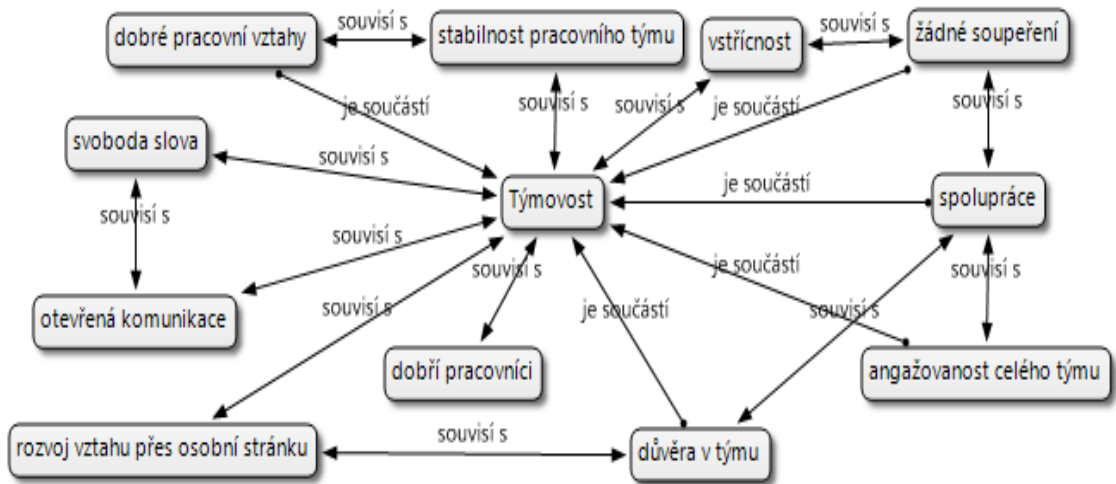 dobré pracovní vztahy
souvisí s
stabilnost pracovního týmu
vstřícnost
souvisí s
žádné soupeření
je součástí
souvisí s
souvisí s
je součástí
souvisí s
svoboda slova
souvisí s
Týmovost
je součástí
spolupráce
souvisí s
souvisí s
souvisí s
je součástí
souvisí s
otevřená komunikace
souvisí s
je součástí
souvisí s
dobří pracovníci
angažovanost celého týmu
rozvoj vztahu přes osobní stránku
souvisí s
důvěra v týmu